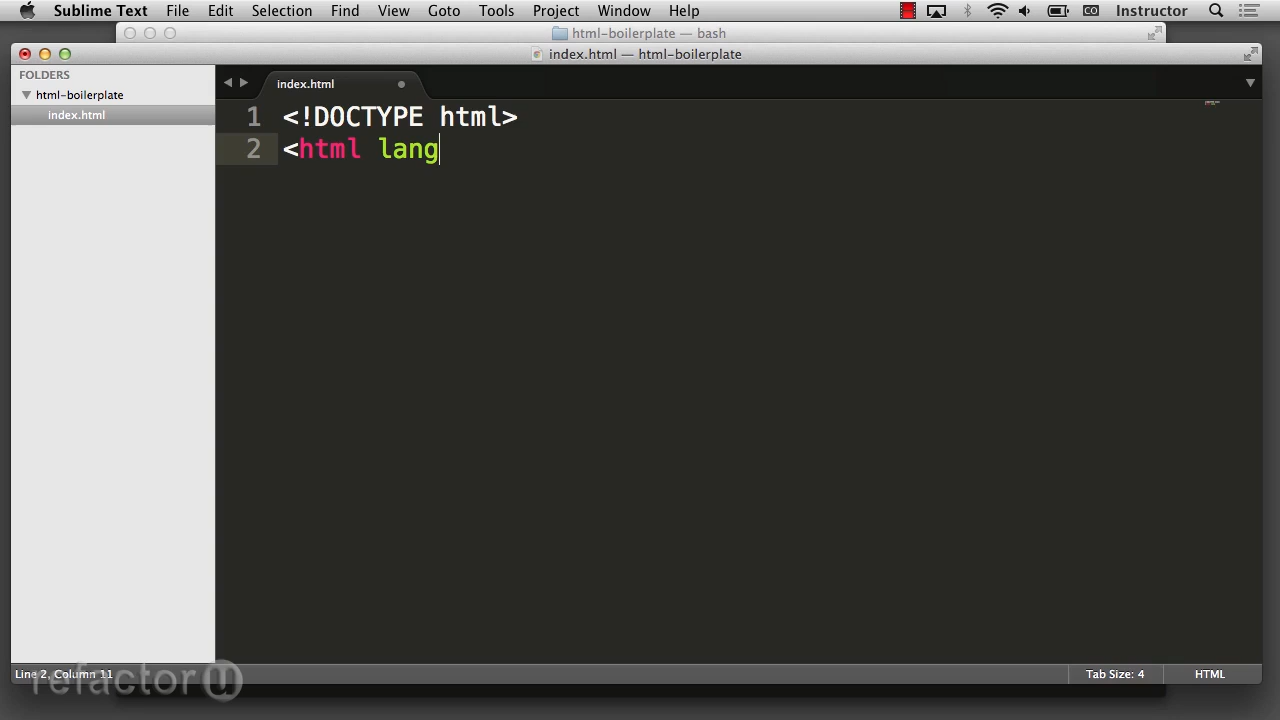 Sublime Text File Edit Selection Find View Goto Tools Project Window Help Instructor
html-boilerplate — bash
index.html — html-boilerplate
FOLDERS
html-boilerplate
index.html
index.html
1 <!DOCTYPE html>
2 <html lang
Line 2, Column 11
Tab Size: 4
HTML
refactor u